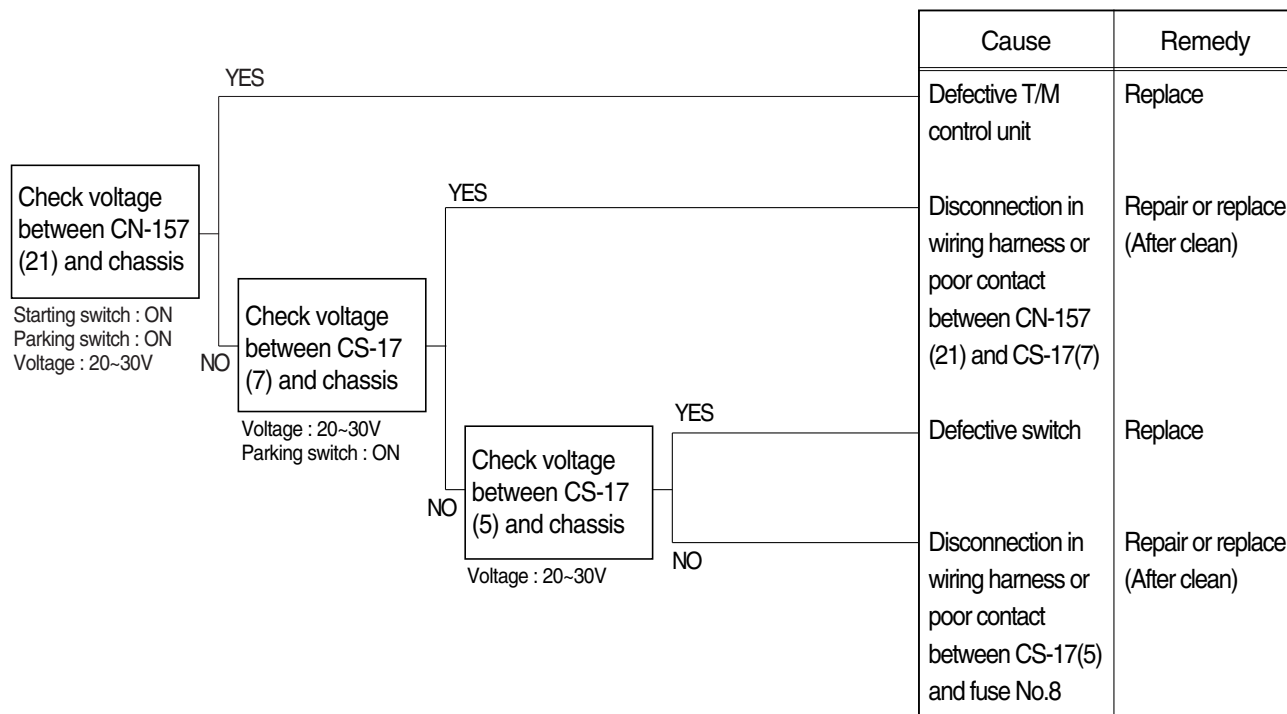 Cause
Remedy
YES
Defective T/M
control unit
Replace
Check voltage
between CN-157
(21) and chassis
Starting switch : ON
Parking switch : ON
Voltage : 20~30V
NO
YES
Disconnection in
wiring harness or
poor contact
between CN-157
(21) and CS-17(7)
Repair or replace
(After clean)
Check voltage
between CS-17
(7) and chassis
Voltage : 20~30V
Parking switch : ON
NO
YES
Defective switch
Replace
Check voltage
between CS-17
(5) and chassis
Voltage : 20~30V
NO
Disconnection in
wiring harness or
poor contact
between CS-17(5)
and fuse No.8
Repair or replace
(After clean)